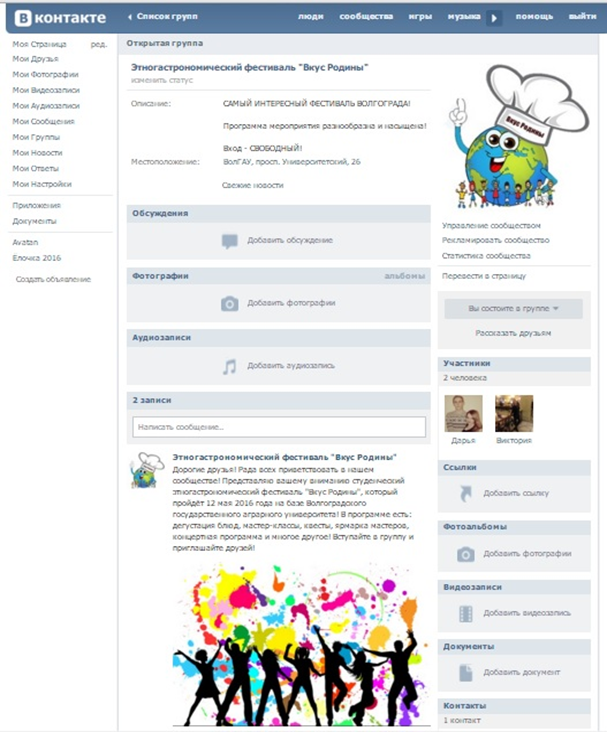 В контакте
Список групп
люди сообщества игры музыка помощь выйти
Моя Страница ред.
Мои Друзья
Мои Фотографии
Мои Видеозаписи
Мои Аудиозаписи
Мои Сообщения
Мои Группы
Мои Новости
Мои Ответы
Мои Настройки
Приложения
Документы
Avatan
Елочка 2016
Создать объявление
Открытая группа
Этногастрономический фестиваль "Вкус Родины"
изменить статус
Описание: САМЫЙ ИНТЕРЕСНЫЙ ФЕСТИВАЛЬ ВОЛГОГРАДА!
Программа мероприятия разнообразна и насыщена!
Вход - СВОБОДНЫЙ!
Местоположение: ВолГАУ, просп. Университетский, 26
Свежие новости
Обсуждения
Добавить обсуждение
Фотографии альбомы
Добавить фотографии
Аудиозаписи
Добавить аудиозапись
2 записи
Написать сообщение...
Этногастрономический фестиваль "Вкус Родины"
Дорогие друзья! Рада всех приветствовать в нашем
сообществе! Представляю вашему вниманию студенческий
этногастрономический фестиваль "Вкус Родины", который
пройдёт 12 мая 2016 года на базе Волгоградского
государственного аграрного университета! В программе есть:
дегустация блюд, мастер-классы, квесты, ярмарка мастеров,
концертная программа и многое другое! Вступайте в группу и
приглашайте друзей!
Вкус Родины
Управление сообществом
Рекламировать сообщество
Статистика сообщества
Перевести в страницу
Вы состоите в группе
Рассказать друзьям
Участники
2 человека
Дарья Виктория
Ссылки
Добавить ссылку
Фотоальбомы
Добавить фотографии
Видеозаписи
Добавить видеозапись
Документы
Добавить документ
Контакты
1 контакт